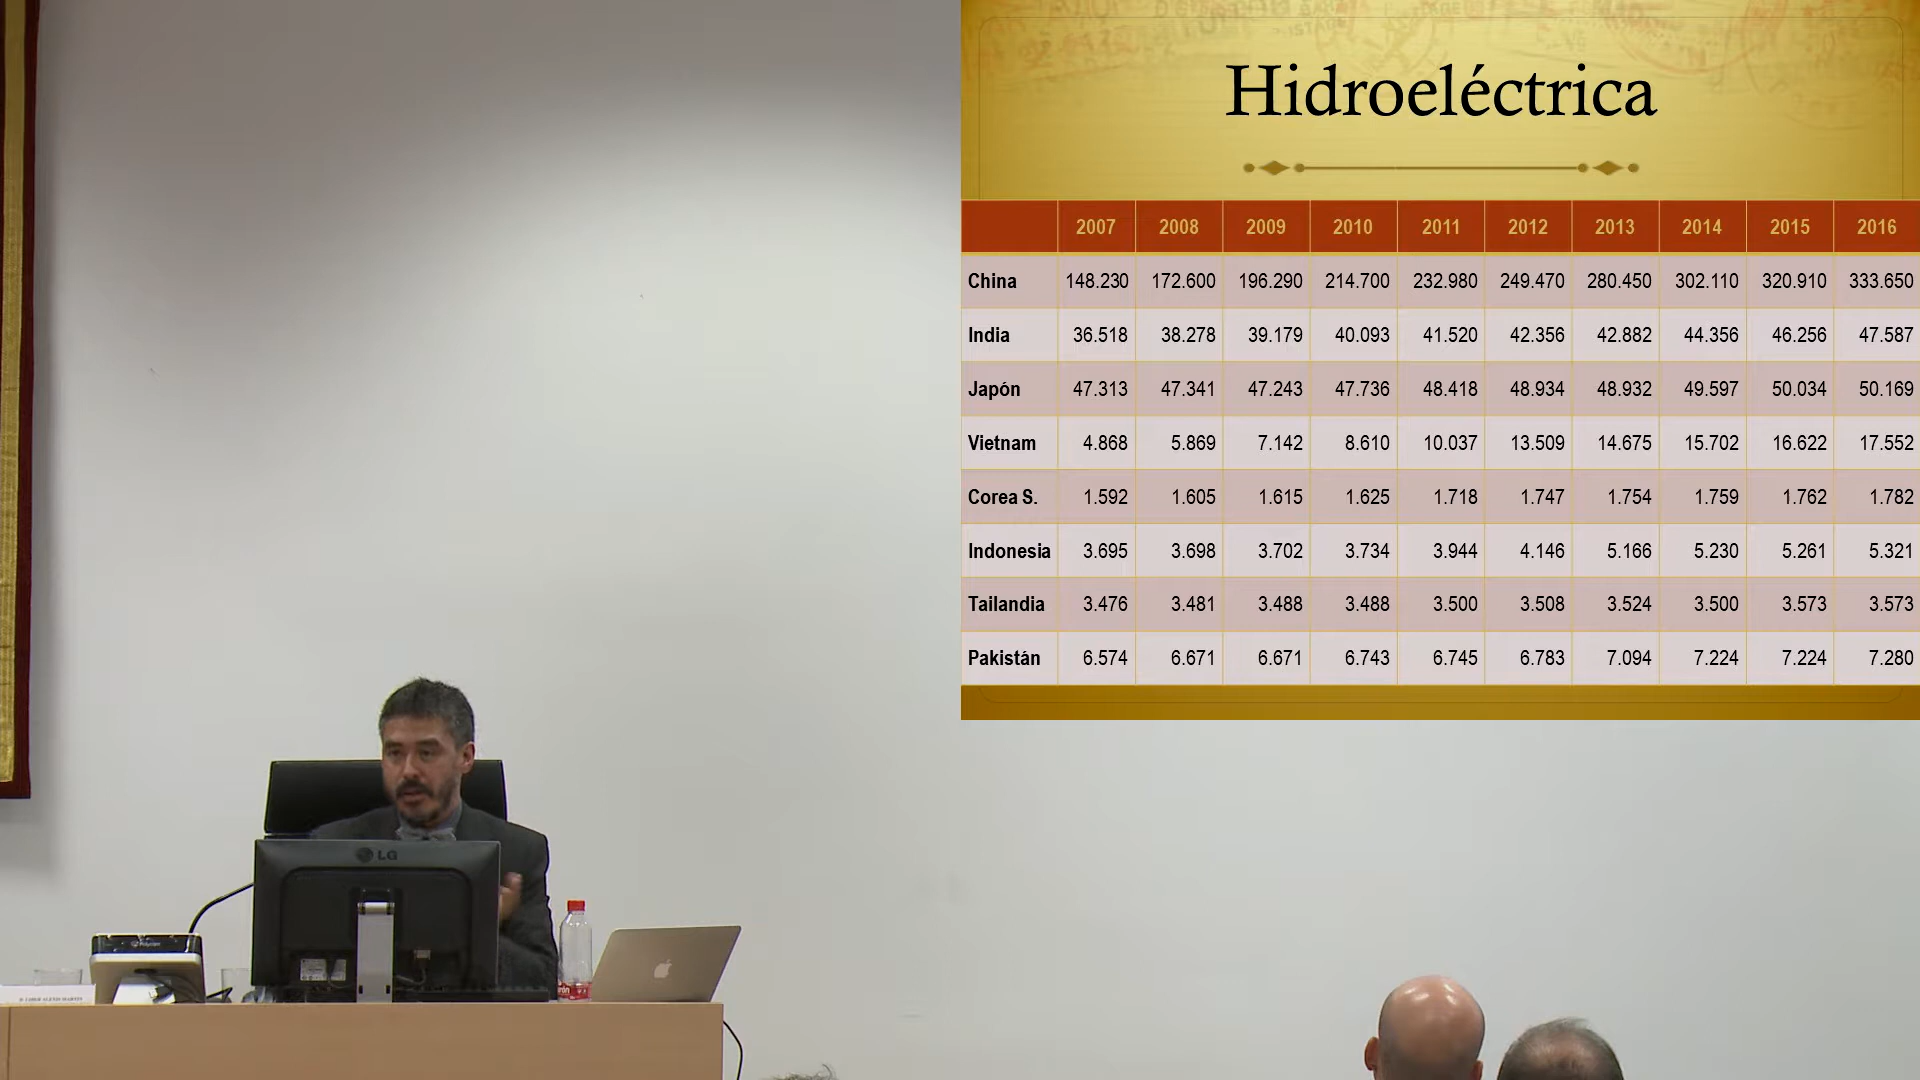 Hidroeléctrica
2007 2008 2009 2010 2011 2012 2013 2014 2015 2016
China 148.230 172.600 196.290 214.700 232.980 249.470 280.450 302.110 320.910 333.650
India 36.518 38.278 39.179 40.093 41.520 42.356 42.882 44.356 46.256 47.587
Japón 47.313 47.341 47.243 47.736 48.418 48.934 48.932 49.597 50.034 50.169
Vietnam 4.868 5.869 7.142 8.610 10.037 13.509 14.675 15.702 16.622 17.552
Corea S. 1.592 1.605 1.615 1.625 1.718 1.747 1.754 1.759 1.762 1.782
Indonesia 3.695 3.698 3.702 3.734 3.944 4.146 5.166 5.230 5.261 5.321
Tailandia 3.476 3.481 3.488 3.488 3.500 3.508 3.524 3.500 3.573 3.573
Pakistán 6.574 6.671 6.671 6.743 6.745 6.783 7.094 7.224 7.224 7.280
LG